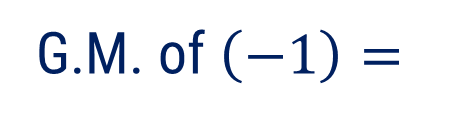 G.M. of (−1) =